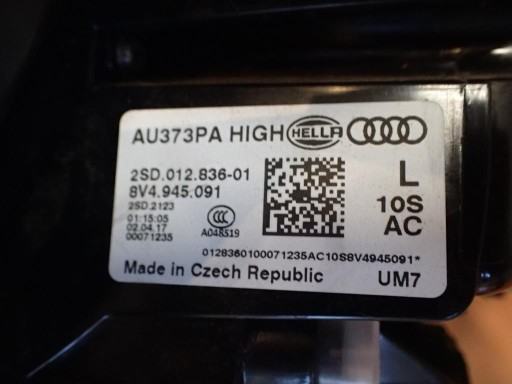 AU373PA HIGH HELLA
2SD.012.836-01
8V4.945.091
2SD.2123
01:15:05
02.04.17
00071235
CCC
A048519
L
10S
AC
0128360100071235AC10S8V4945091*
Made in Czech Republic
UM7